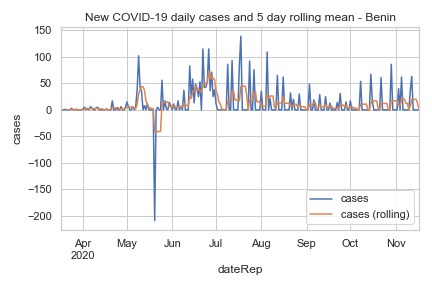 New COVID-19 daily cases and 5 day rolling mean - Benin
150
100
50
0
−50
−100
−150
−200
cases
Apr
2020
May
Jun
Jul
Aug
Sep
Oct
Nov
dateRep
cases
cases (rolling)